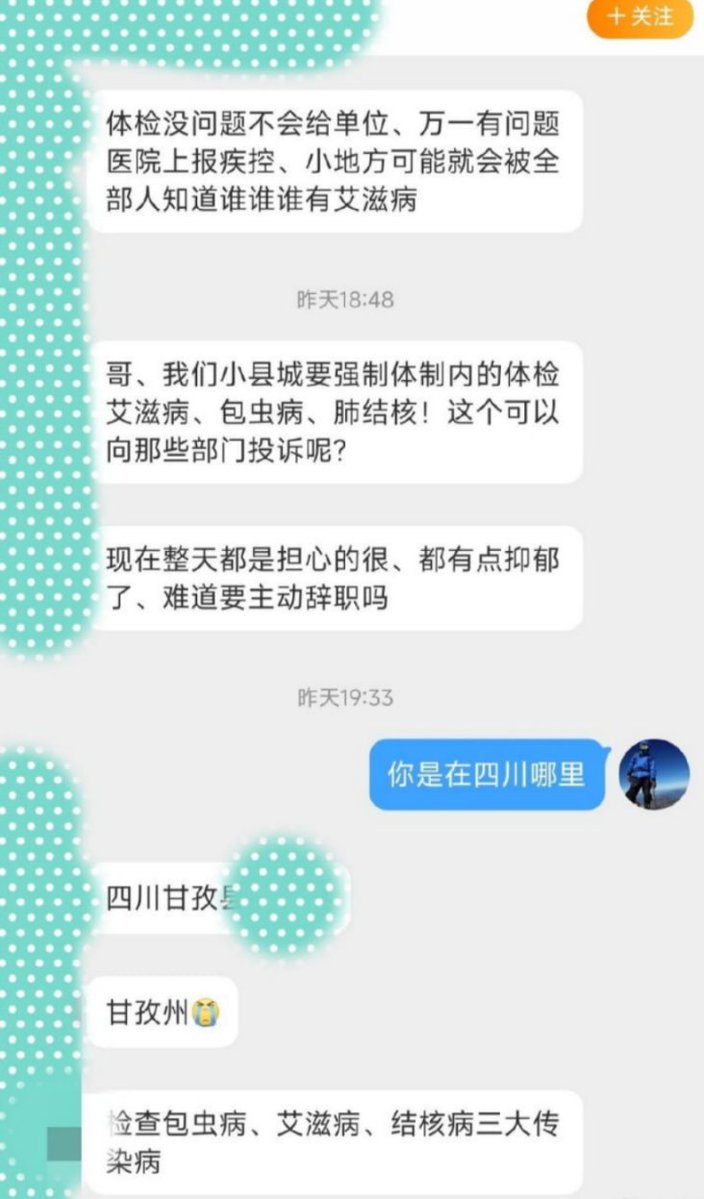 +关注
体检没问题不会给单位、万一有问题
医院上报疾控、小地方可能就会被全
部人知道谁谁谁有艾滋病
昨天18:48
哥、我们小县城要强制体制内的体检
艾滋病、包虫病、肺结核！这个可以
向那些部门投诉呢?
现在整天都是担心的很、都有点抑郁
了、难道要主动辞职吗
昨天19:33
你是在四川哪里
四川甘孜
甘孜州😭
检查包虫病、艾滋病、结核病三大传
染病